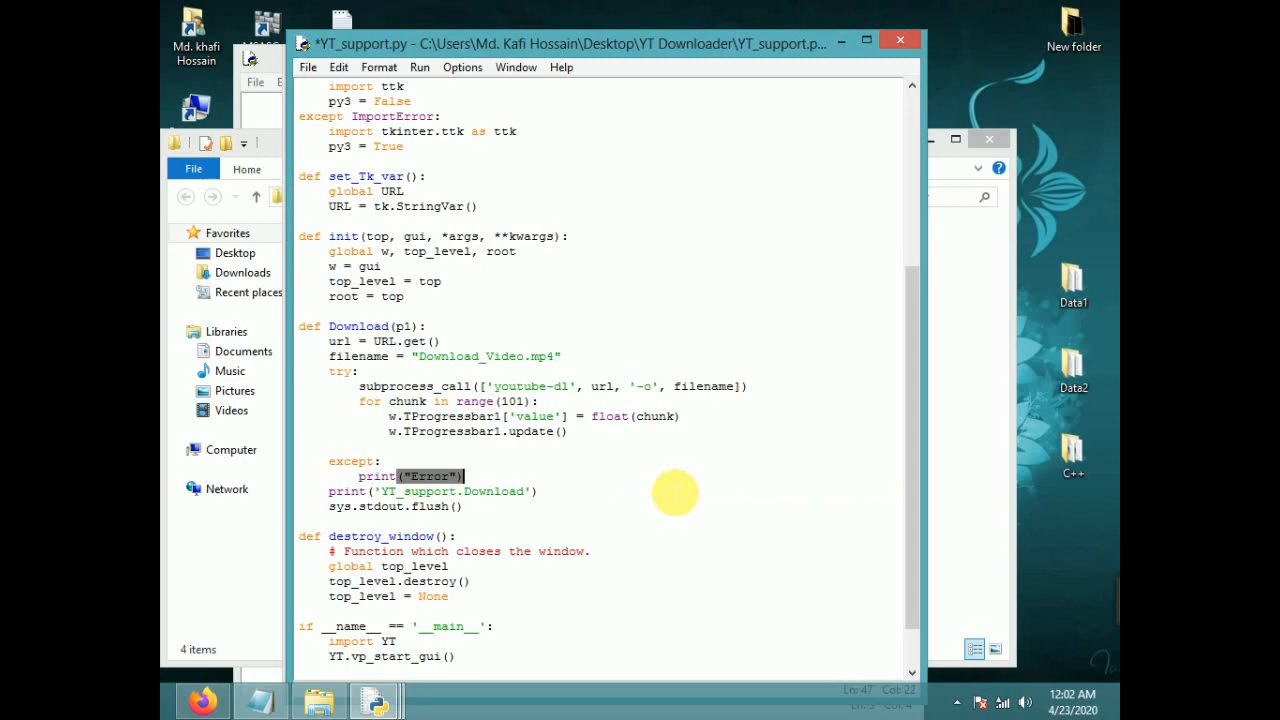 Md. khafi
Hossain
New folder
*YT_support.py - C:\Users\Md. Kafi Hossain\Desktop\YT Downloader\YT_support.p...
File Edit Format Run Options Window Help
File
import ttk
py3 = False
except ImportError:
import tkinter.ttk as ttk
py3 = True
def set_Tk_var():
global URL
URL = tk.StringVar()
def init(top, gui, *args, **kwargs):
global w, top_level, root
w = gui
top_level = top
root = top
def Download(p1):
url = URL.get()
filename = "Download_Video.mp4"
try:
subprocess_call(['youtube-dl', url, '-o', filename])
for chunk in range(101):
w.TProgressbar1['value'] = float(chunk)
w.TProgressbar1.update()
except:
print("Error")
print('YT_support.Download')
sys.stdout.flush()
def destroy_window():
# Function which closes the window.
global top_level
top_level.destroy()
top_level = None
if __name__ == '__main__':
import YT
YT.vp_start_gui()
Ln: 47 Col: 22
File Home
Favorites
Desktop
Downloads
Recent places
Libraries
Documents
Music
Pictures
Videos
Computer
Network
4 items
Data1
Data2
C++
12:02 AM
4/23/2020